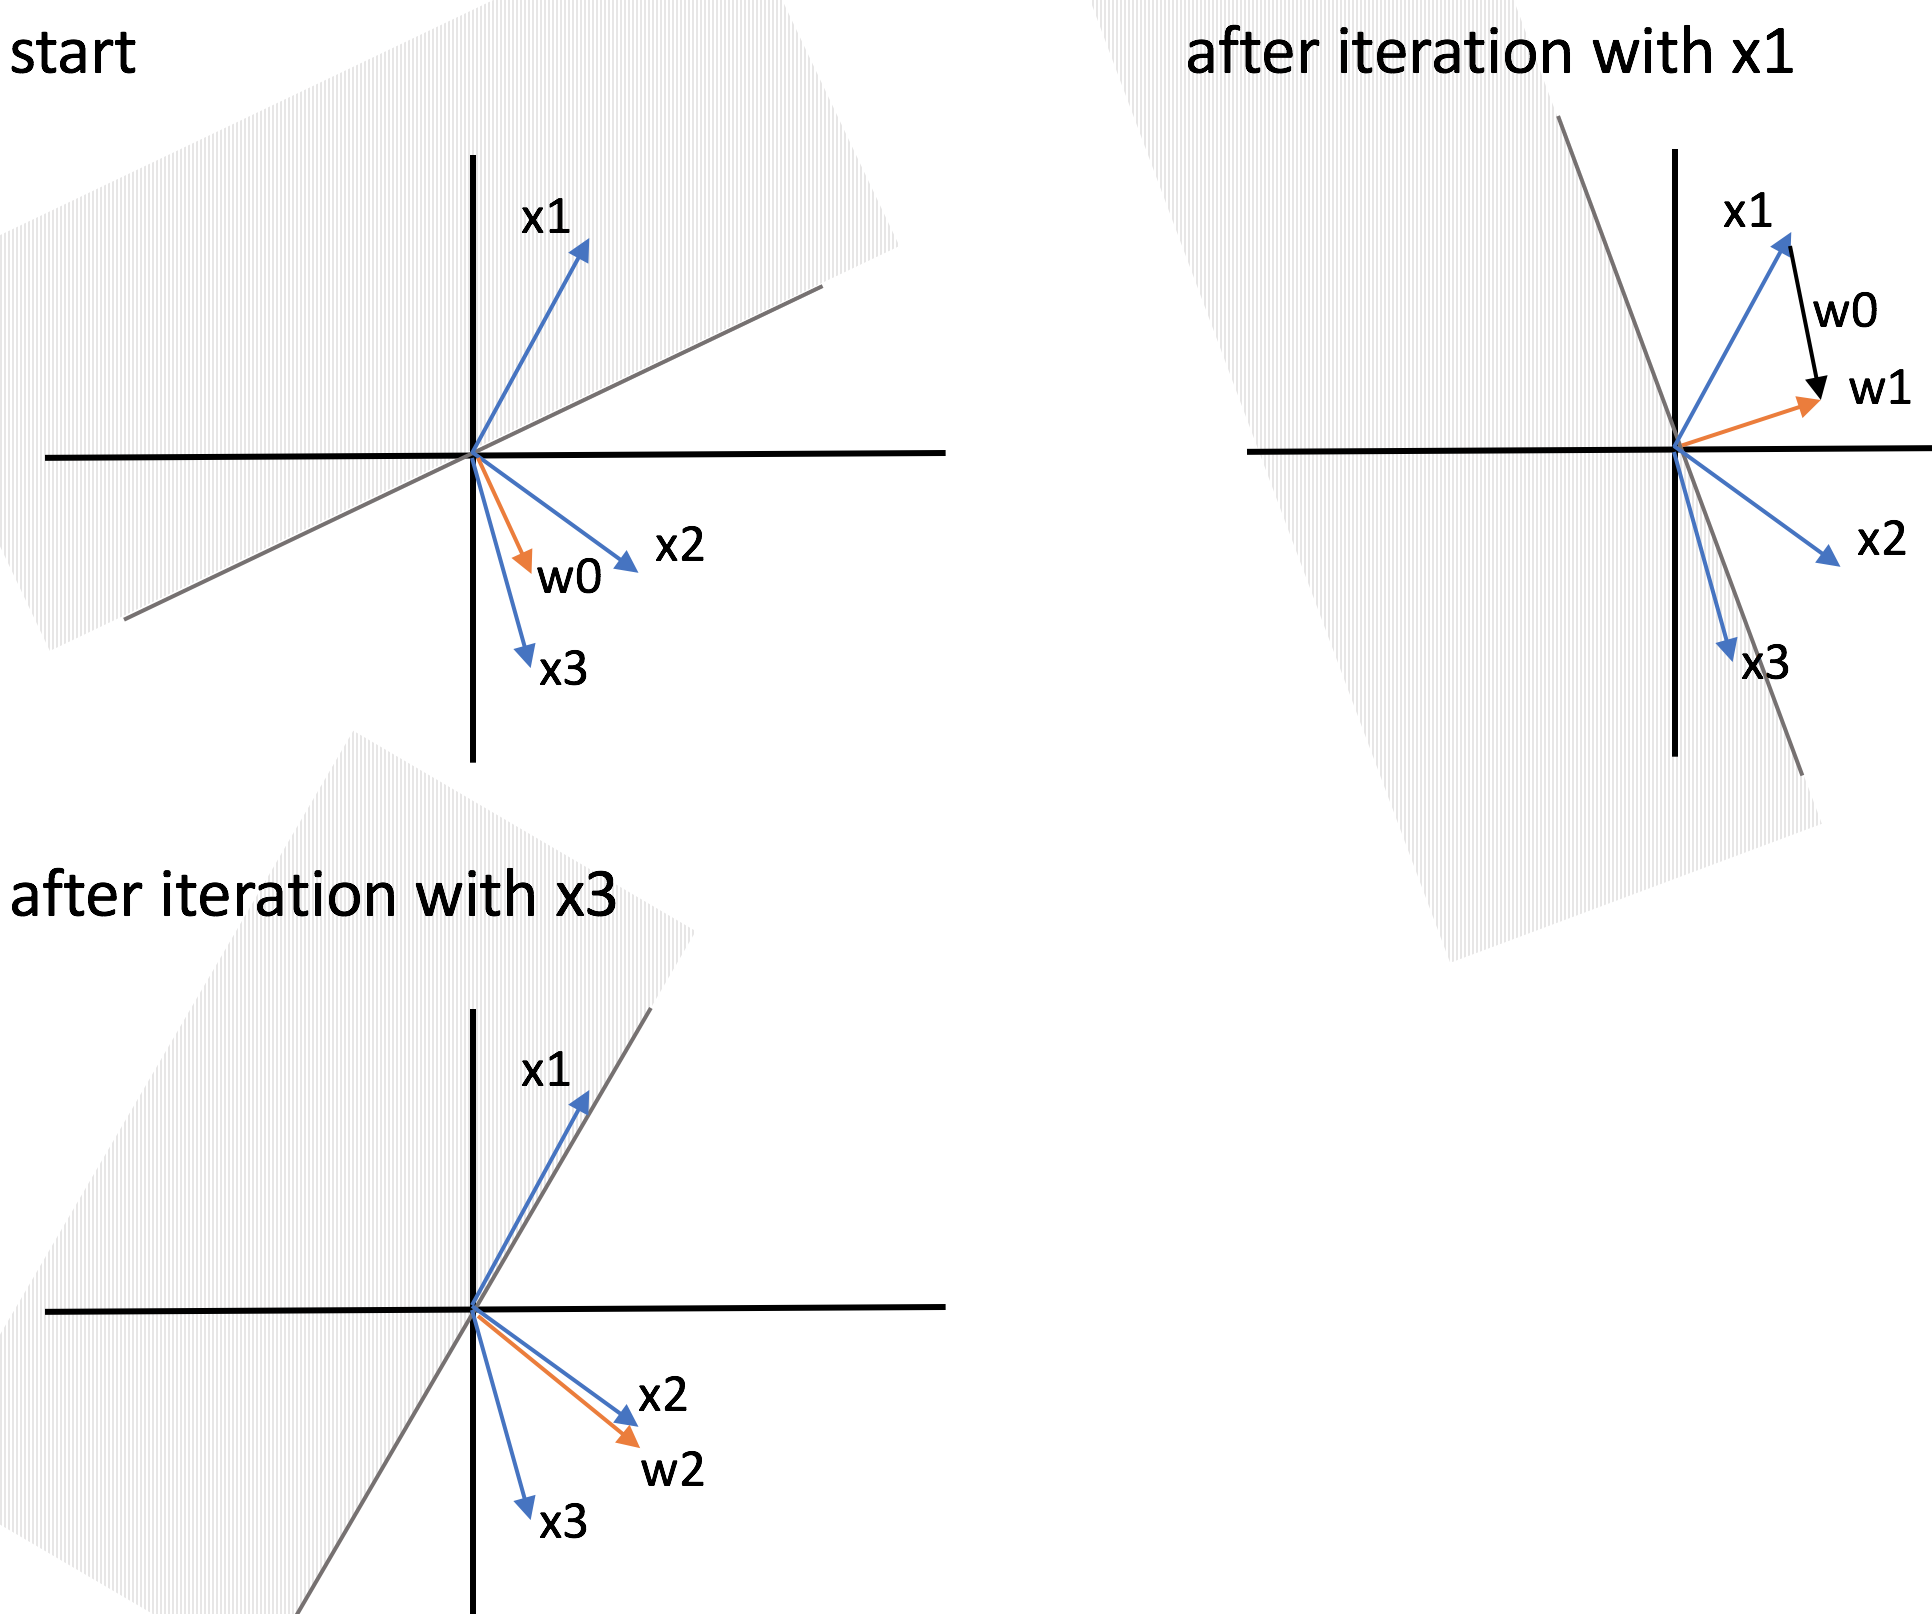 start
x1
x2
w0
x3
after iteration with x1
x1
w0
w1
x2
x3
after iteration with x3
x1
x2
w2
x3